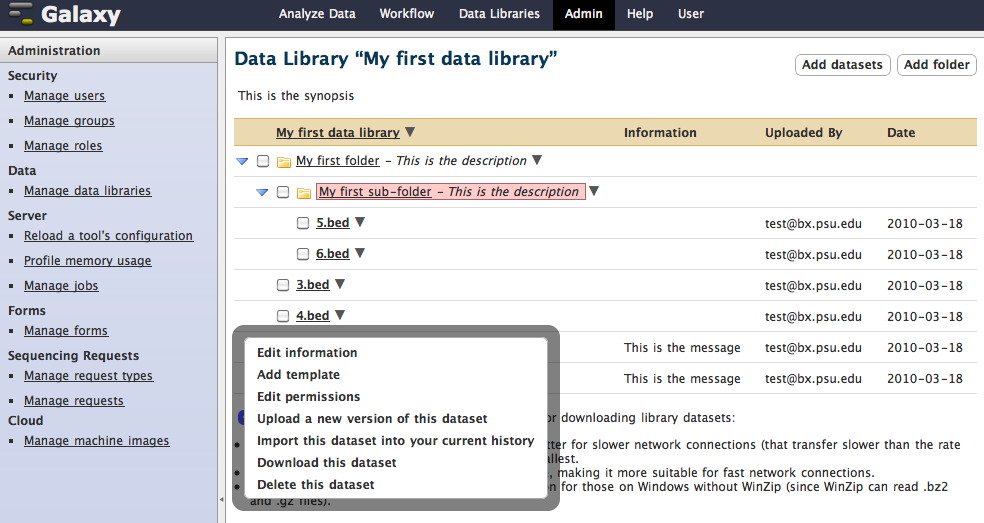 Galaxy
Analyze Data Workflow Data Libraries Admin Help User
Administration
Security
Manage users
Manage groups
Manage roles
Data
Manage data libraries
Server
Reload a tool's configuration
Profile memory usage
Manage jobs
Forms
Manage forms
Sequencing Requests
Manage request types
Manage requests
Cloud
Manage machine images
Data Library “My first data library”
Add datasets Add folder
This is the synopsis
My first data library Information Uploaded By Date
My first folder – This is the description
My first sub-folder – This is the description
5.bed test@bx.psu.edu 2010-03-18
6.bed test@bx.psu.edu 2010-03-18
3.bed test@bx.psu.edu 2010-03-18
4.bed test@bx.psu.edu 2010-03-18
This is the message test@bx.psu.edu 2010-03-18
This is the message test@bx.psu.edu 2010-03-18
Edit information
Add template
Edit permissions
Upload a new version of this dataset
Import this dataset into your current history
Download this dataset
Delete this dataset
or downloading library datasets:
tter for slower network connections (that transfer slower than the rate
allest.
, making it more suitable for fast network connections.
on for those on Windows without WinZip (since WinZip can read .bz2
and .gz files).